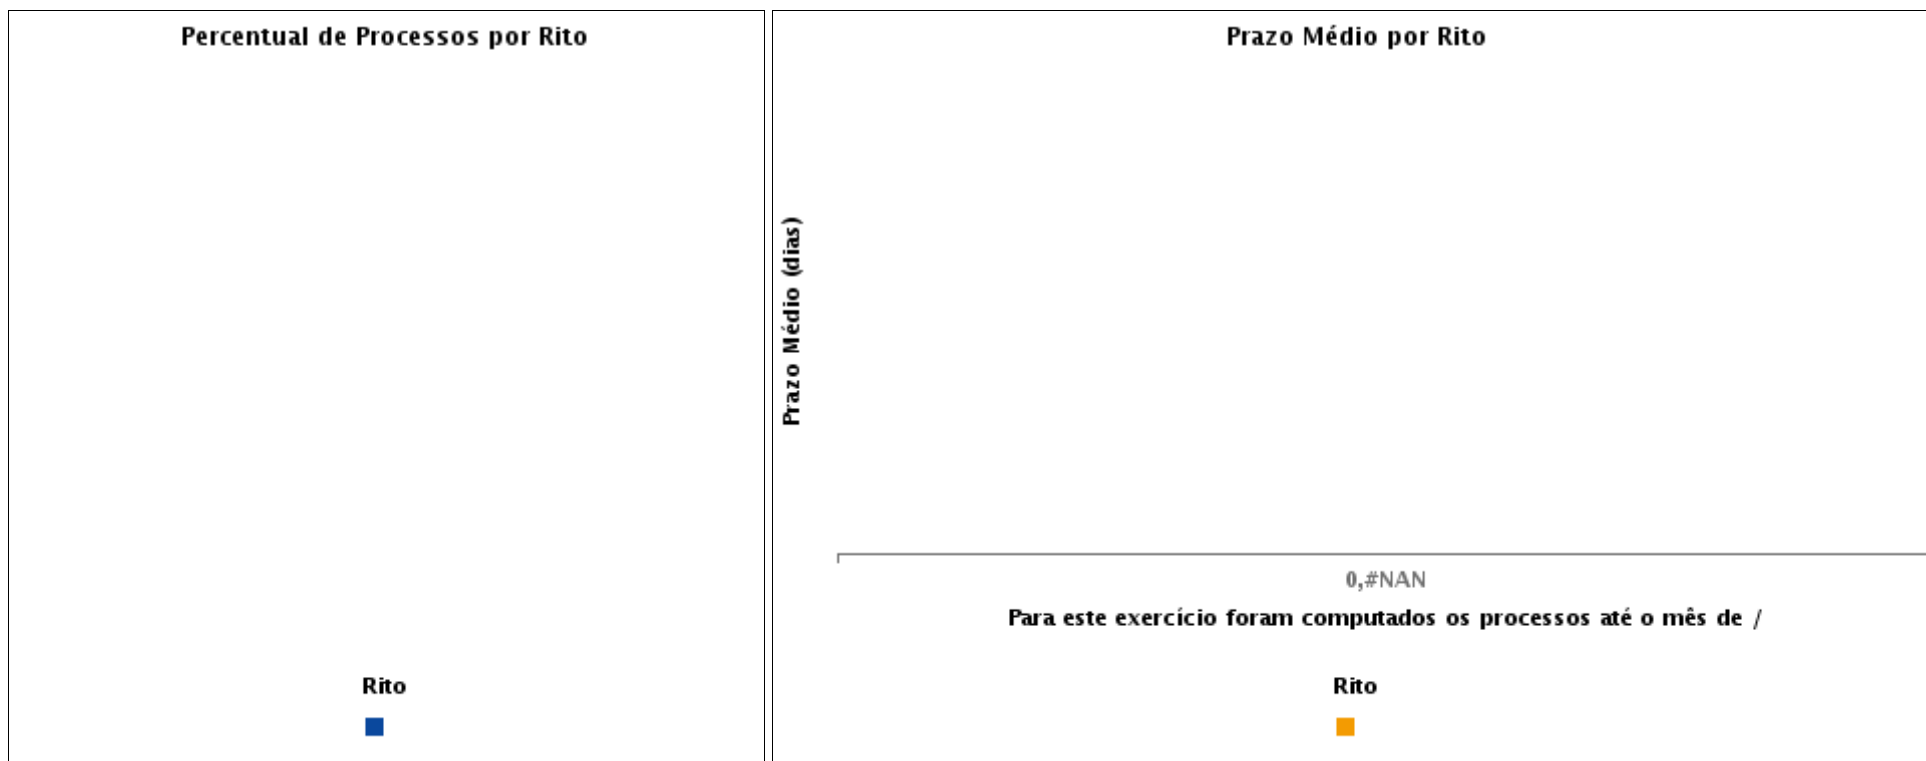 Percentual de Processos por Rito
Rito
Prazo Médio por Rito
Prazo Médio (dias)
0,#NAN
Para este exercício foram computados os processos até o mês de /
Rito